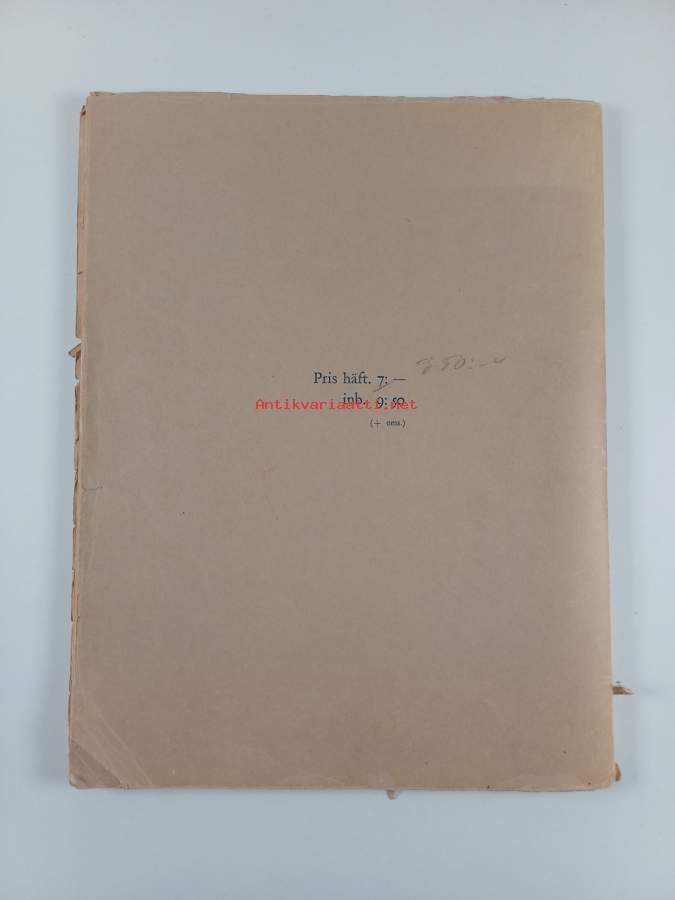 Pris häft. 7: —
inb. 9: 50
Antikvariaatti.net
(+ oms.)